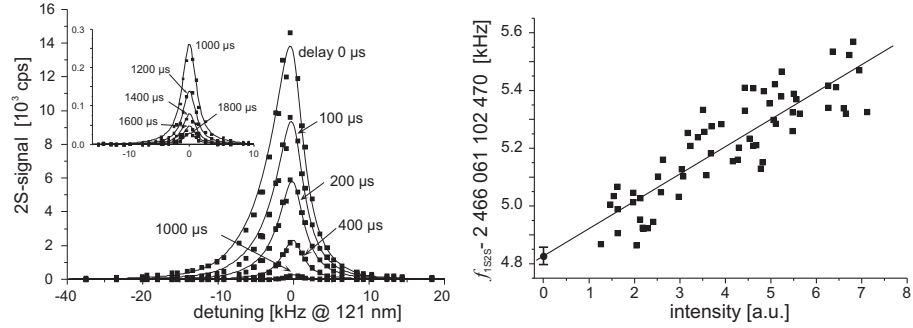 16
14
12
10
8
6
4
2
0
2S-signal [10³ cps]
-40 -30 -20 -10 0 10 20
detuning [kHz @ 121 nm]
delay 0 µs
100 µs
200 µs
400 µs
1000 µs
0.3
0.2
0.1
0.0
-10 0 10
1000 µs
1200 µs
1400 µs
1600 µs
1800 µs
f1S2S- 2 466 061 102 470 [kHz]
5.6
5.4
5.2
5.0
4.8
0 1 2 3 4 5 6 7 8
intensity [a.u.]